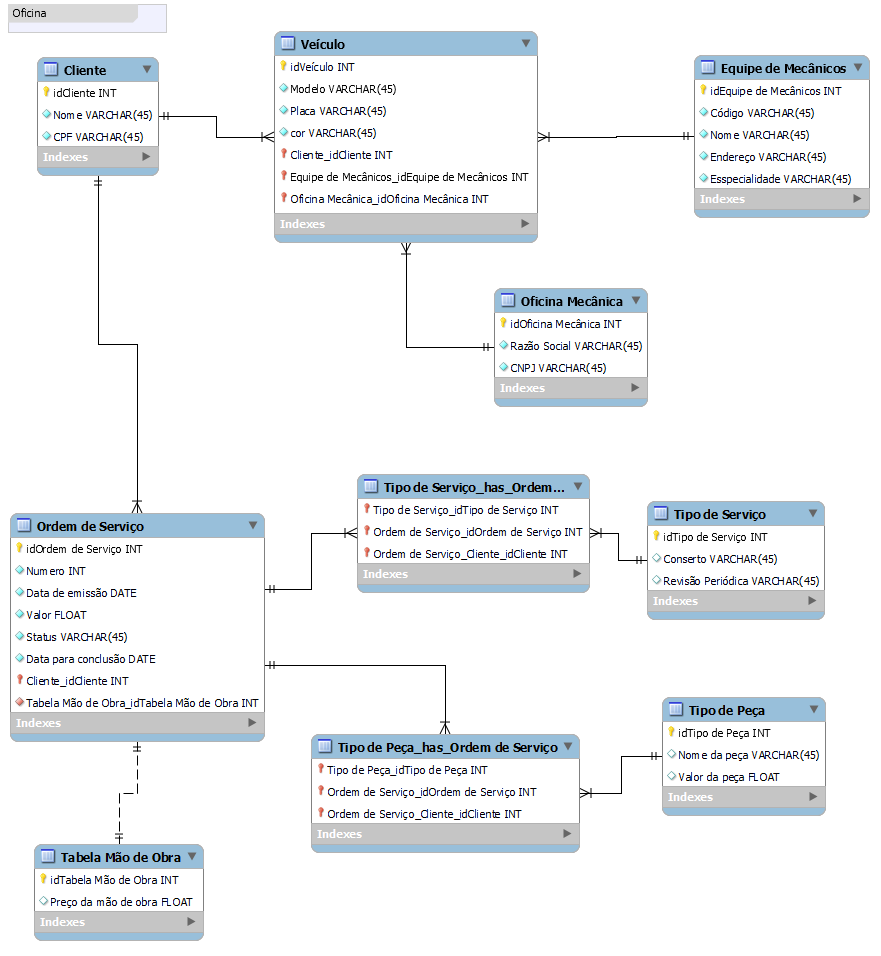 Oficina
Cliente
idCliente INT
Nome VARCHAR(45)
CPF VARCHAR(45)
Indexes
Veículo
idVeículo INT
Modelo VARCHAR(45)
Placa VARCHAR(45)
cor VARCHAR(45)
Cliente_idCliente INT
Equipe de Mecânicos_idEquipe de Mecânicos INT
Oficina Mecânica_idOficina Mecânica INT
Indexes
Equipe de Mecânicos
idEquipe de Mecânicos INT
Código VARCHAR(45)
Nome VARCHAR(45)
Endereço VARCHAR(45)
Esspecialidade VARCHAR(45)
Indexes
Oficina Mecânica
idOficina Mecânica INT
Razão Social VARCHAR(45)
CNPJ VARCHAR(45)
Indexes
Ordem de Serviço
idOrdem de Serviço INT
Numero INT
Data de emissão DATE
Valor FLOAT
Status VARCHAR(45)
Data para conclusão DATE
Cliente_idCliente INT
Tabela Mão de Obra_idTabela Mão de Obra INT
Indexes
Tipo de Serviço_has_Ordem...
Tipo de Serviço_idTipo de Serviço INT
Ordem de Serviço_idOrdem de Serviço INT
Ordem de Serviço_Cliente_idCliente INT
Indexes
Tipo de Serviço
idTipo de Serviço INT
Conserto VARCHAR(45)
Revisão Periódica VARCHAR(45)
Indexes
Tipo de Peça_has_Ordem de Serviço
Tipo de Peça_idTipo de Peça INT
Ordem de Serviço_idOrdem de Serviço INT
Ordem de Serviço_Cliente_idCliente INT
Indexes
Tipo de Peça
idTipo de Peça INT
Nome da peça VARCHAR(45)
Valor da peça FLOAT
Indexes
Tabela Mão de Obra
idTabela Mão de Obra INT
Preço da mão de obra FLOAT
Indexes